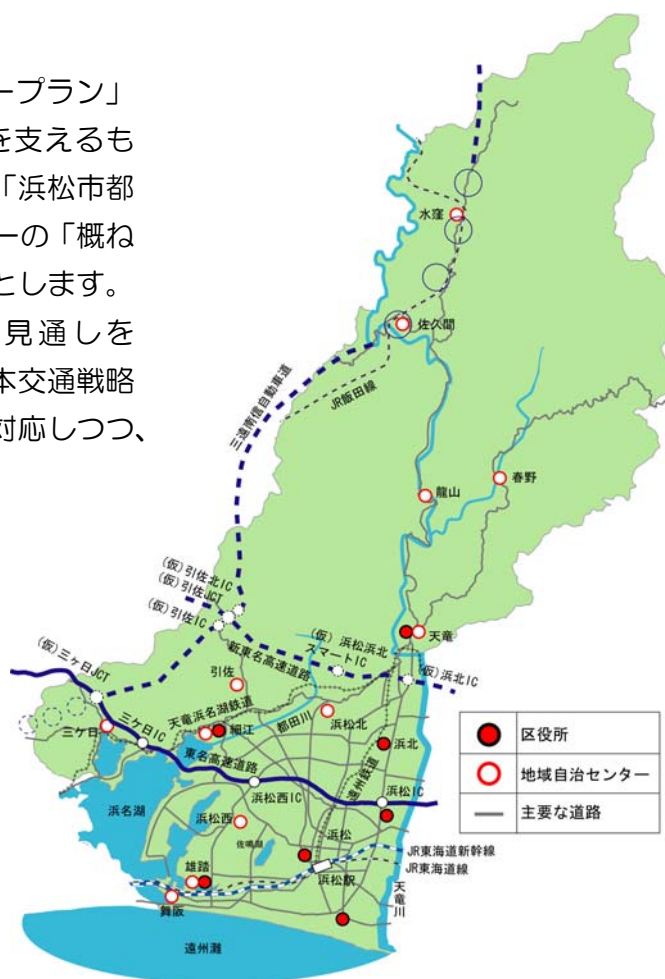 ープラン」
を支えるも
「浜松市都
ーの「概ね
とします。
見通しを
本交通戦略
対応しつつ、
水窪
佐久間
三遠南信自動車道
JR飯田線
龍山
春野
(仮)引佐北IC
(仮)引佐JCT
(仮)引佐IC
(仮)三ヶ日JCT
新東名高速道路
(仮)浜松浜北
スマートIC
天竜
(仮)浜北IC
引佐
天竜浜名湖鉄道
都田川
浜松北
三ケ日
三ケ日IC
細江
浜北
遠州鉄道
東名高速道路
浜松西IC
浜松IC
浜名湖
浜松西
佐鳴湖
浜松
雄踏
浜松駅
JR東海道新幹線
JR東海道線
舞阪
天竜川
遠州灘
区役所
地域自治センター
主要な道路